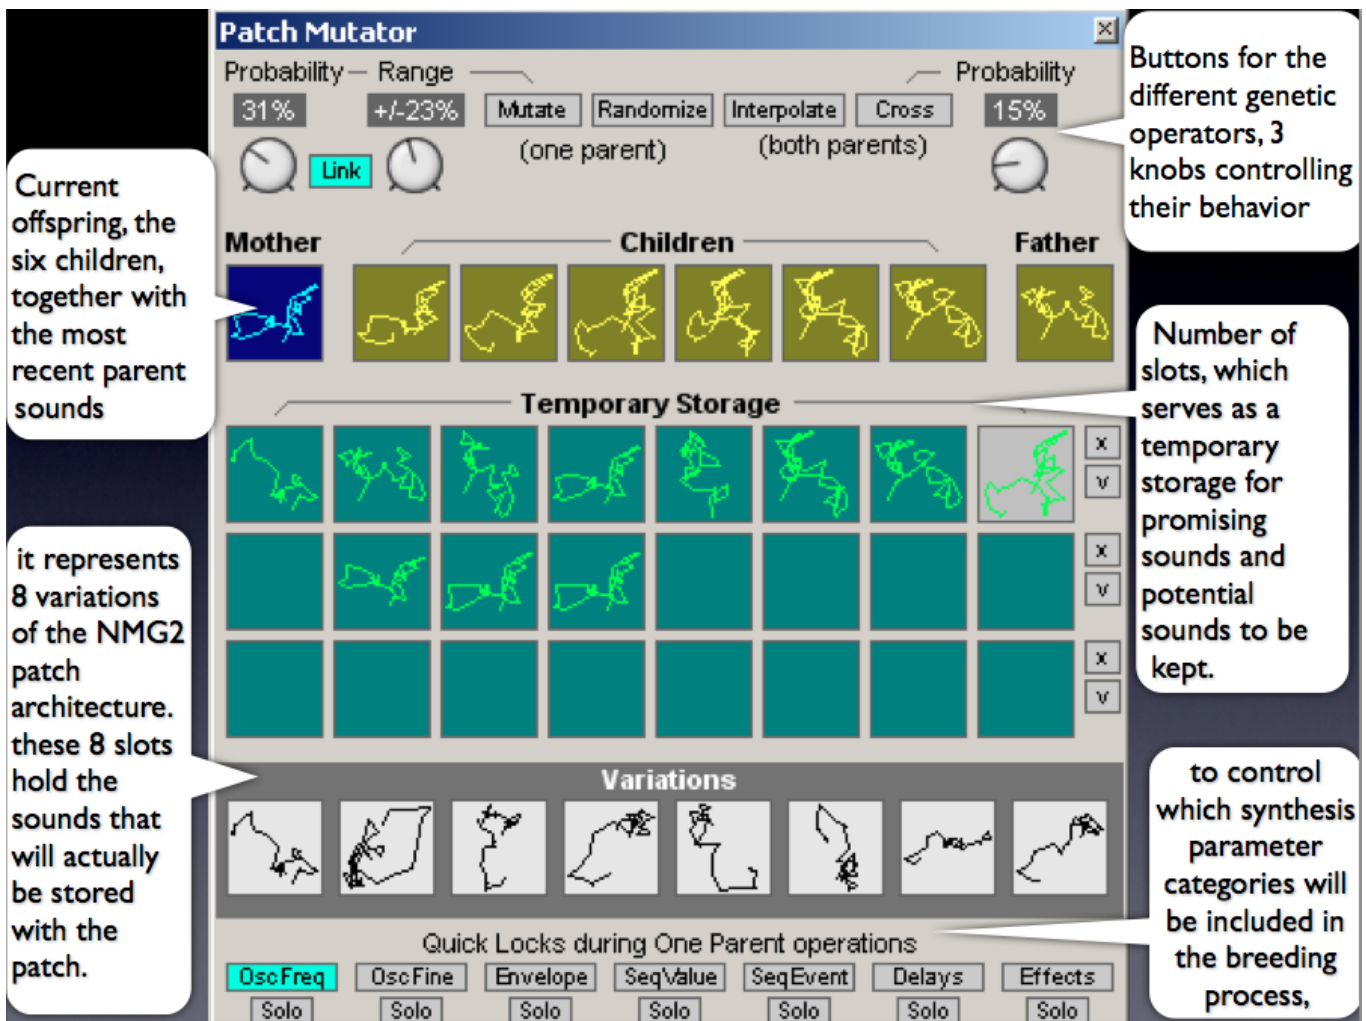 Patch Mutator
Probability Range Probability
31% +/-23% Mutate Randomize Interpolate Cross 15%
(one parent) (both parents)
Link
Mother Children Father
Temporary Storage
x
v
x
v
x
v
Variations
Quick Locks during One Parent operations
OscFreq OscFine Envelope SeqValue SeqEvent Delays Effects
Solo Solo Solo Solo Solo Solo Solo
Current
offspring, the
six children,
together with
the most
recent parent
sounds
it represents
8 variations
of the NMG2
patch
architecture.
these 8 slots
hold the
sounds that
will actually
be stored
with the
patch.
Buttons for the
different genetic
operators, 3
knobs controlling
their behavior
Number of
slots, which
serves as a
temporary
storage for
promising
sounds and
potential
sounds to be
kept.
to control
which synthesis
parameter
categories will
be included in
the breeding
process,